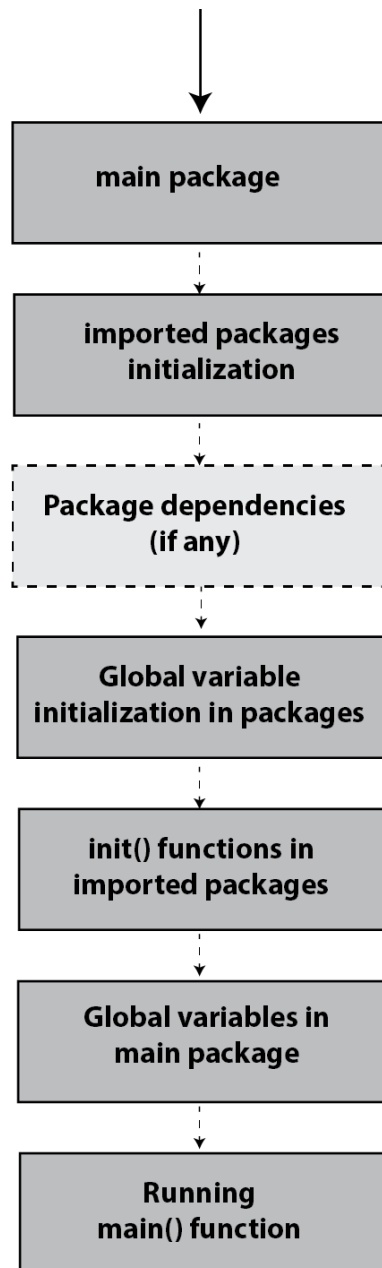 main package
imported packages
initialization
Package dependencies
(if any)
Global variable
initialization in packages
init() functions in
imported packages
Global variables in
main package
Running
main() function